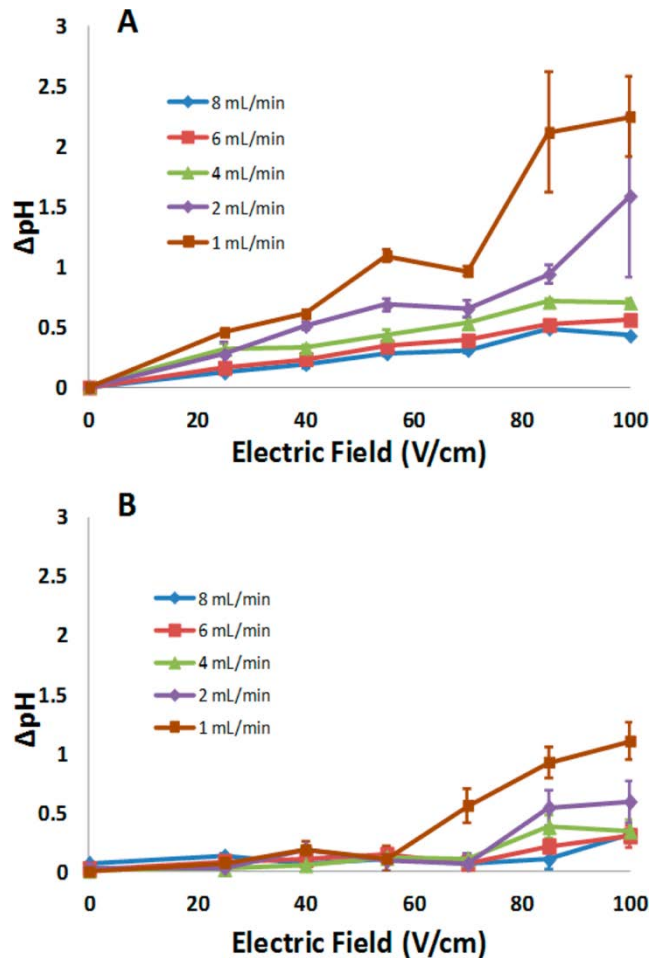 A
3
2.5
2
1.5
1
0.5
0
ΔpH
8 mL/min
6 mL/min
4 mL/min
2 mL/min
1 mL/min
0 20 40 60 80 100
Electric Field (V/cm)
B
3
2.5
2
1.5
1
0.5
0
ΔpH
8 mL/min
6 mL/min
4 mL/min
2 mL/min
1 mL/min
0 20 40 60 80 100
Electric Field (V/cm)